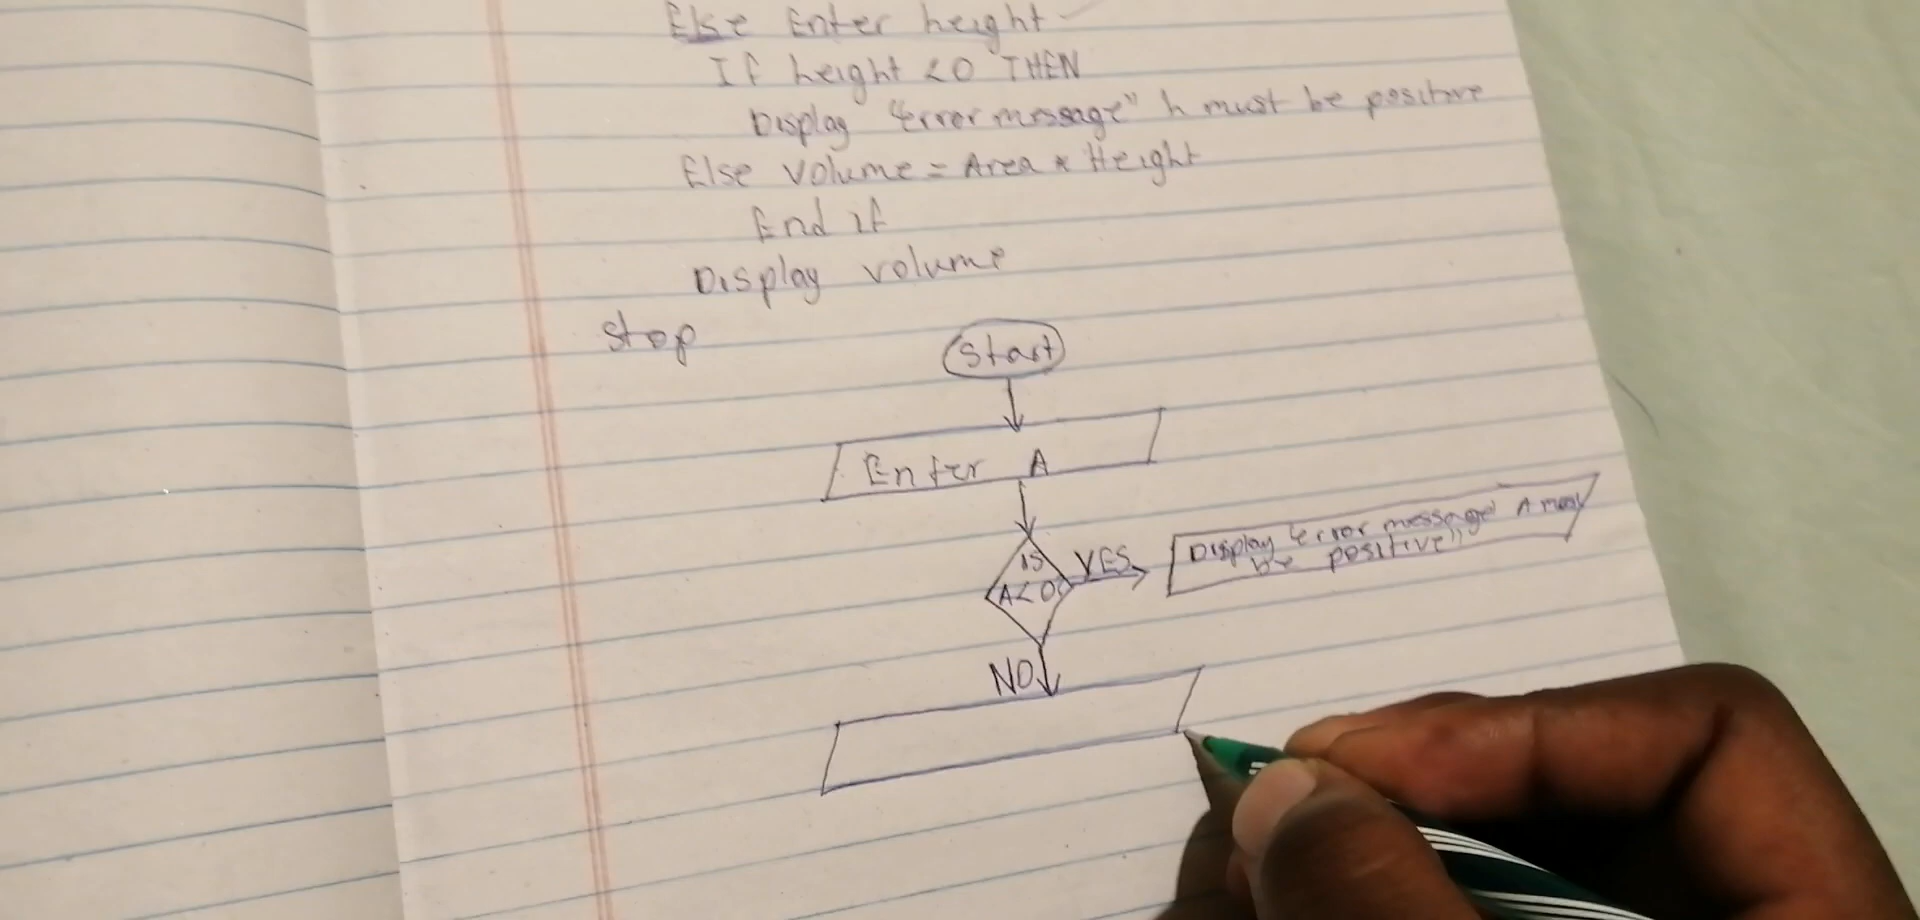 Else Enter height
If height <0 THEN
Display "error message" h must be positive
Else volume = Area * Height
End if
Display volume
Stop
Start
Enter A
IS
A<0
YES
Display "error message" A must
be positive"
NO